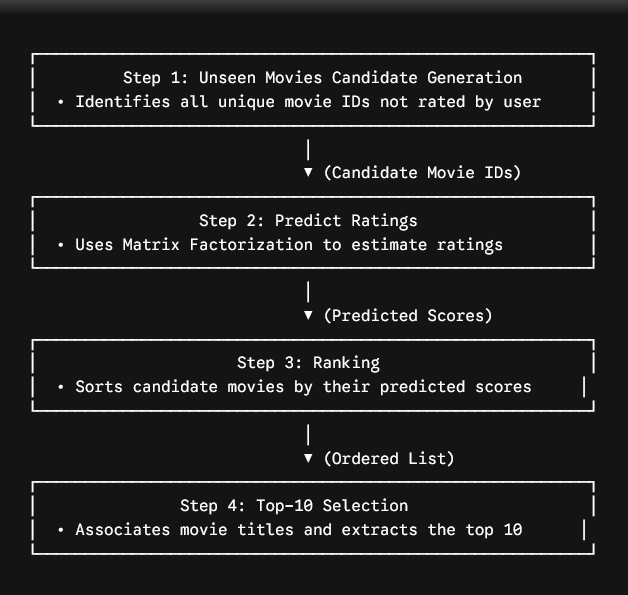 Step 1: Unseen Movies Candidate Generation
• Identifies all unique movie IDs not rated by user
(Candidate Movie IDs)
Step 2: Predict Ratings
• Uses Matrix Factorization to estimate ratings
(Predicted Scores)
Step 3: Ranking
• Sorts candidate movies by their predicted scores
(Ordered List)
Step 4: Top-10 Selection
• Associates movie titles and extracts the top 10